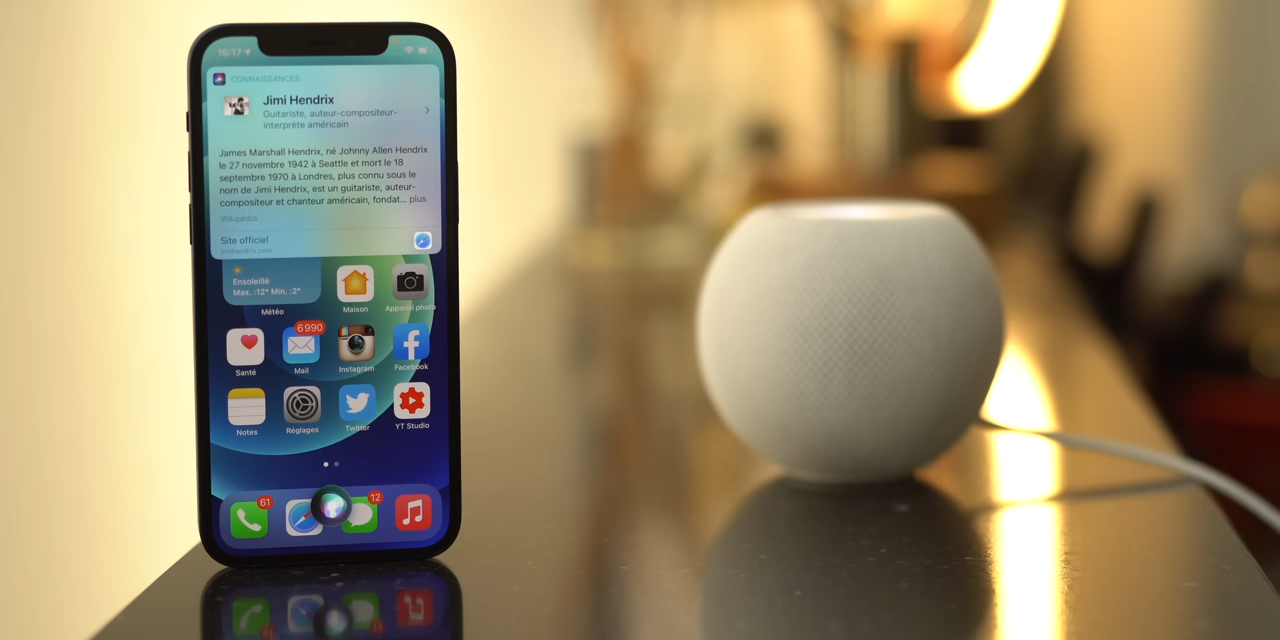 16:17
CONNAISSANCES
Jimi Hendrix
Guitariste, auteur-compositeur-
interprète américain
James Marshall Hendrix, né Johnny Allen Hendrix
le 27 novembre 1942 à Seattle et mort le 18
septembre 1970 à Londres, plus connu sous le
nom de Jimi Hendrix, est un guitariste, auteur-
compositeur et chanteur américain, fondat... plus
Wikipédia
Site officiel
jimihendrix.com
Ensoleillé
Max. :12° Min. :2°
Météo
Maison
Appareil photo
6 990
Santé
Mail
Instagram
Facebook
Notes
Réglages
Twitter
YT Studio
61
12